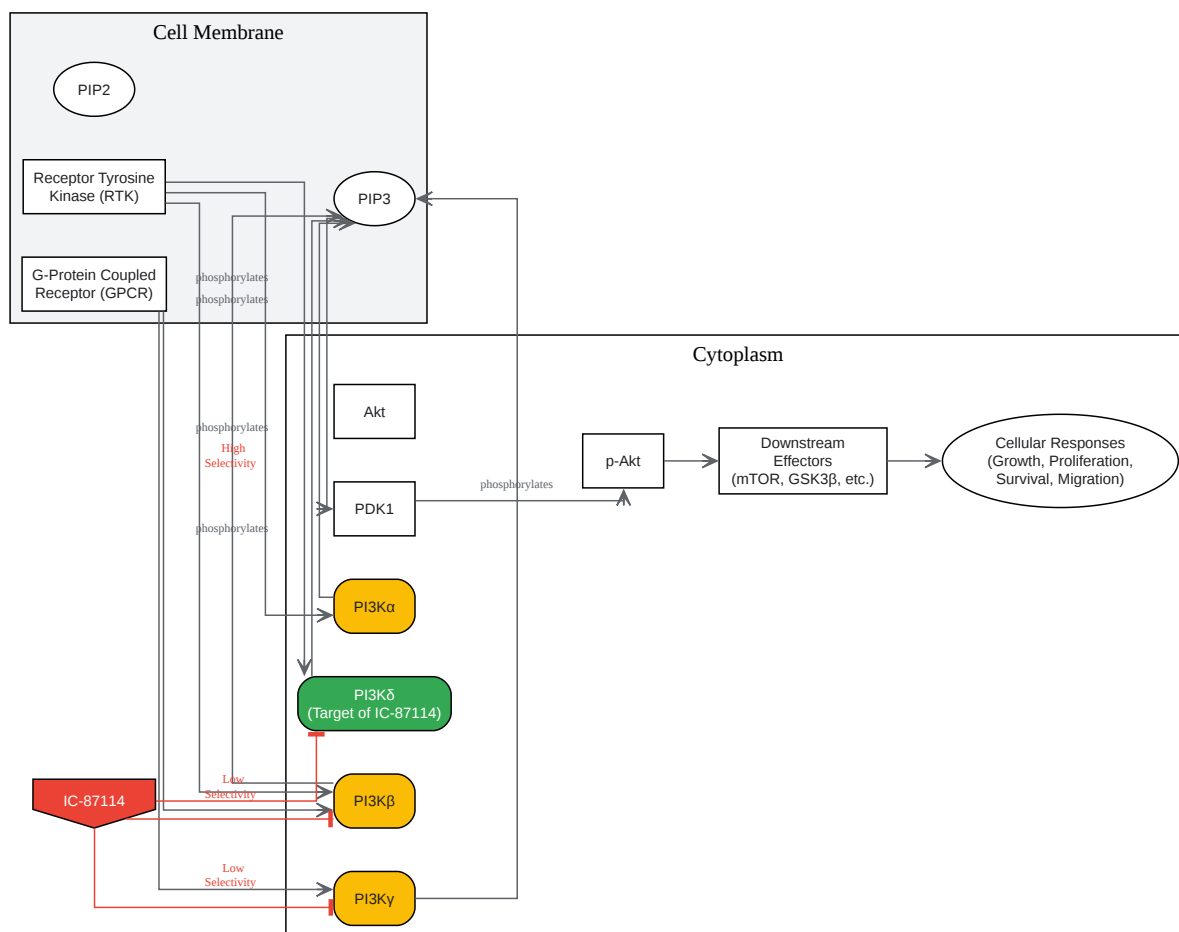 Cell Membrane
PIP2
Receptor Tyrosine
Kinase (RTK)
PIP3
G-Protein Coupled
Receptor (GPCR)
phosphorylates
phosphorylates
Cytoplasm
Akt
phosphorylates
High
Selectivity
p-Akt
Downstream
Effectors
(mTOR, GSK3β, etc.)
Cellular Responses
(Growth, Proliferation,
Survival, Migration)
phosphorylates
PDK1
phosphorylates
PI3Kα
PI3Kδ
(Target of IC-87114)
Low
Selectivity
IC-87114
PI3Kβ
Low
Selectivity
PI3Kγ